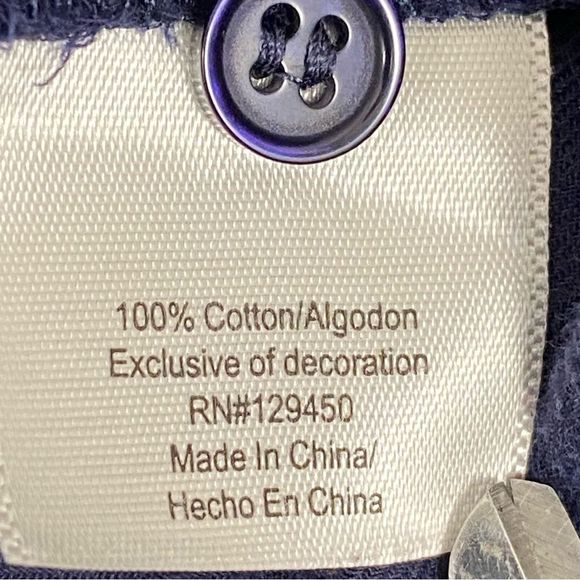 100% Cotton/Algodon
Exclusive of decoration
RN#129450
Made In China/
Hecho En China